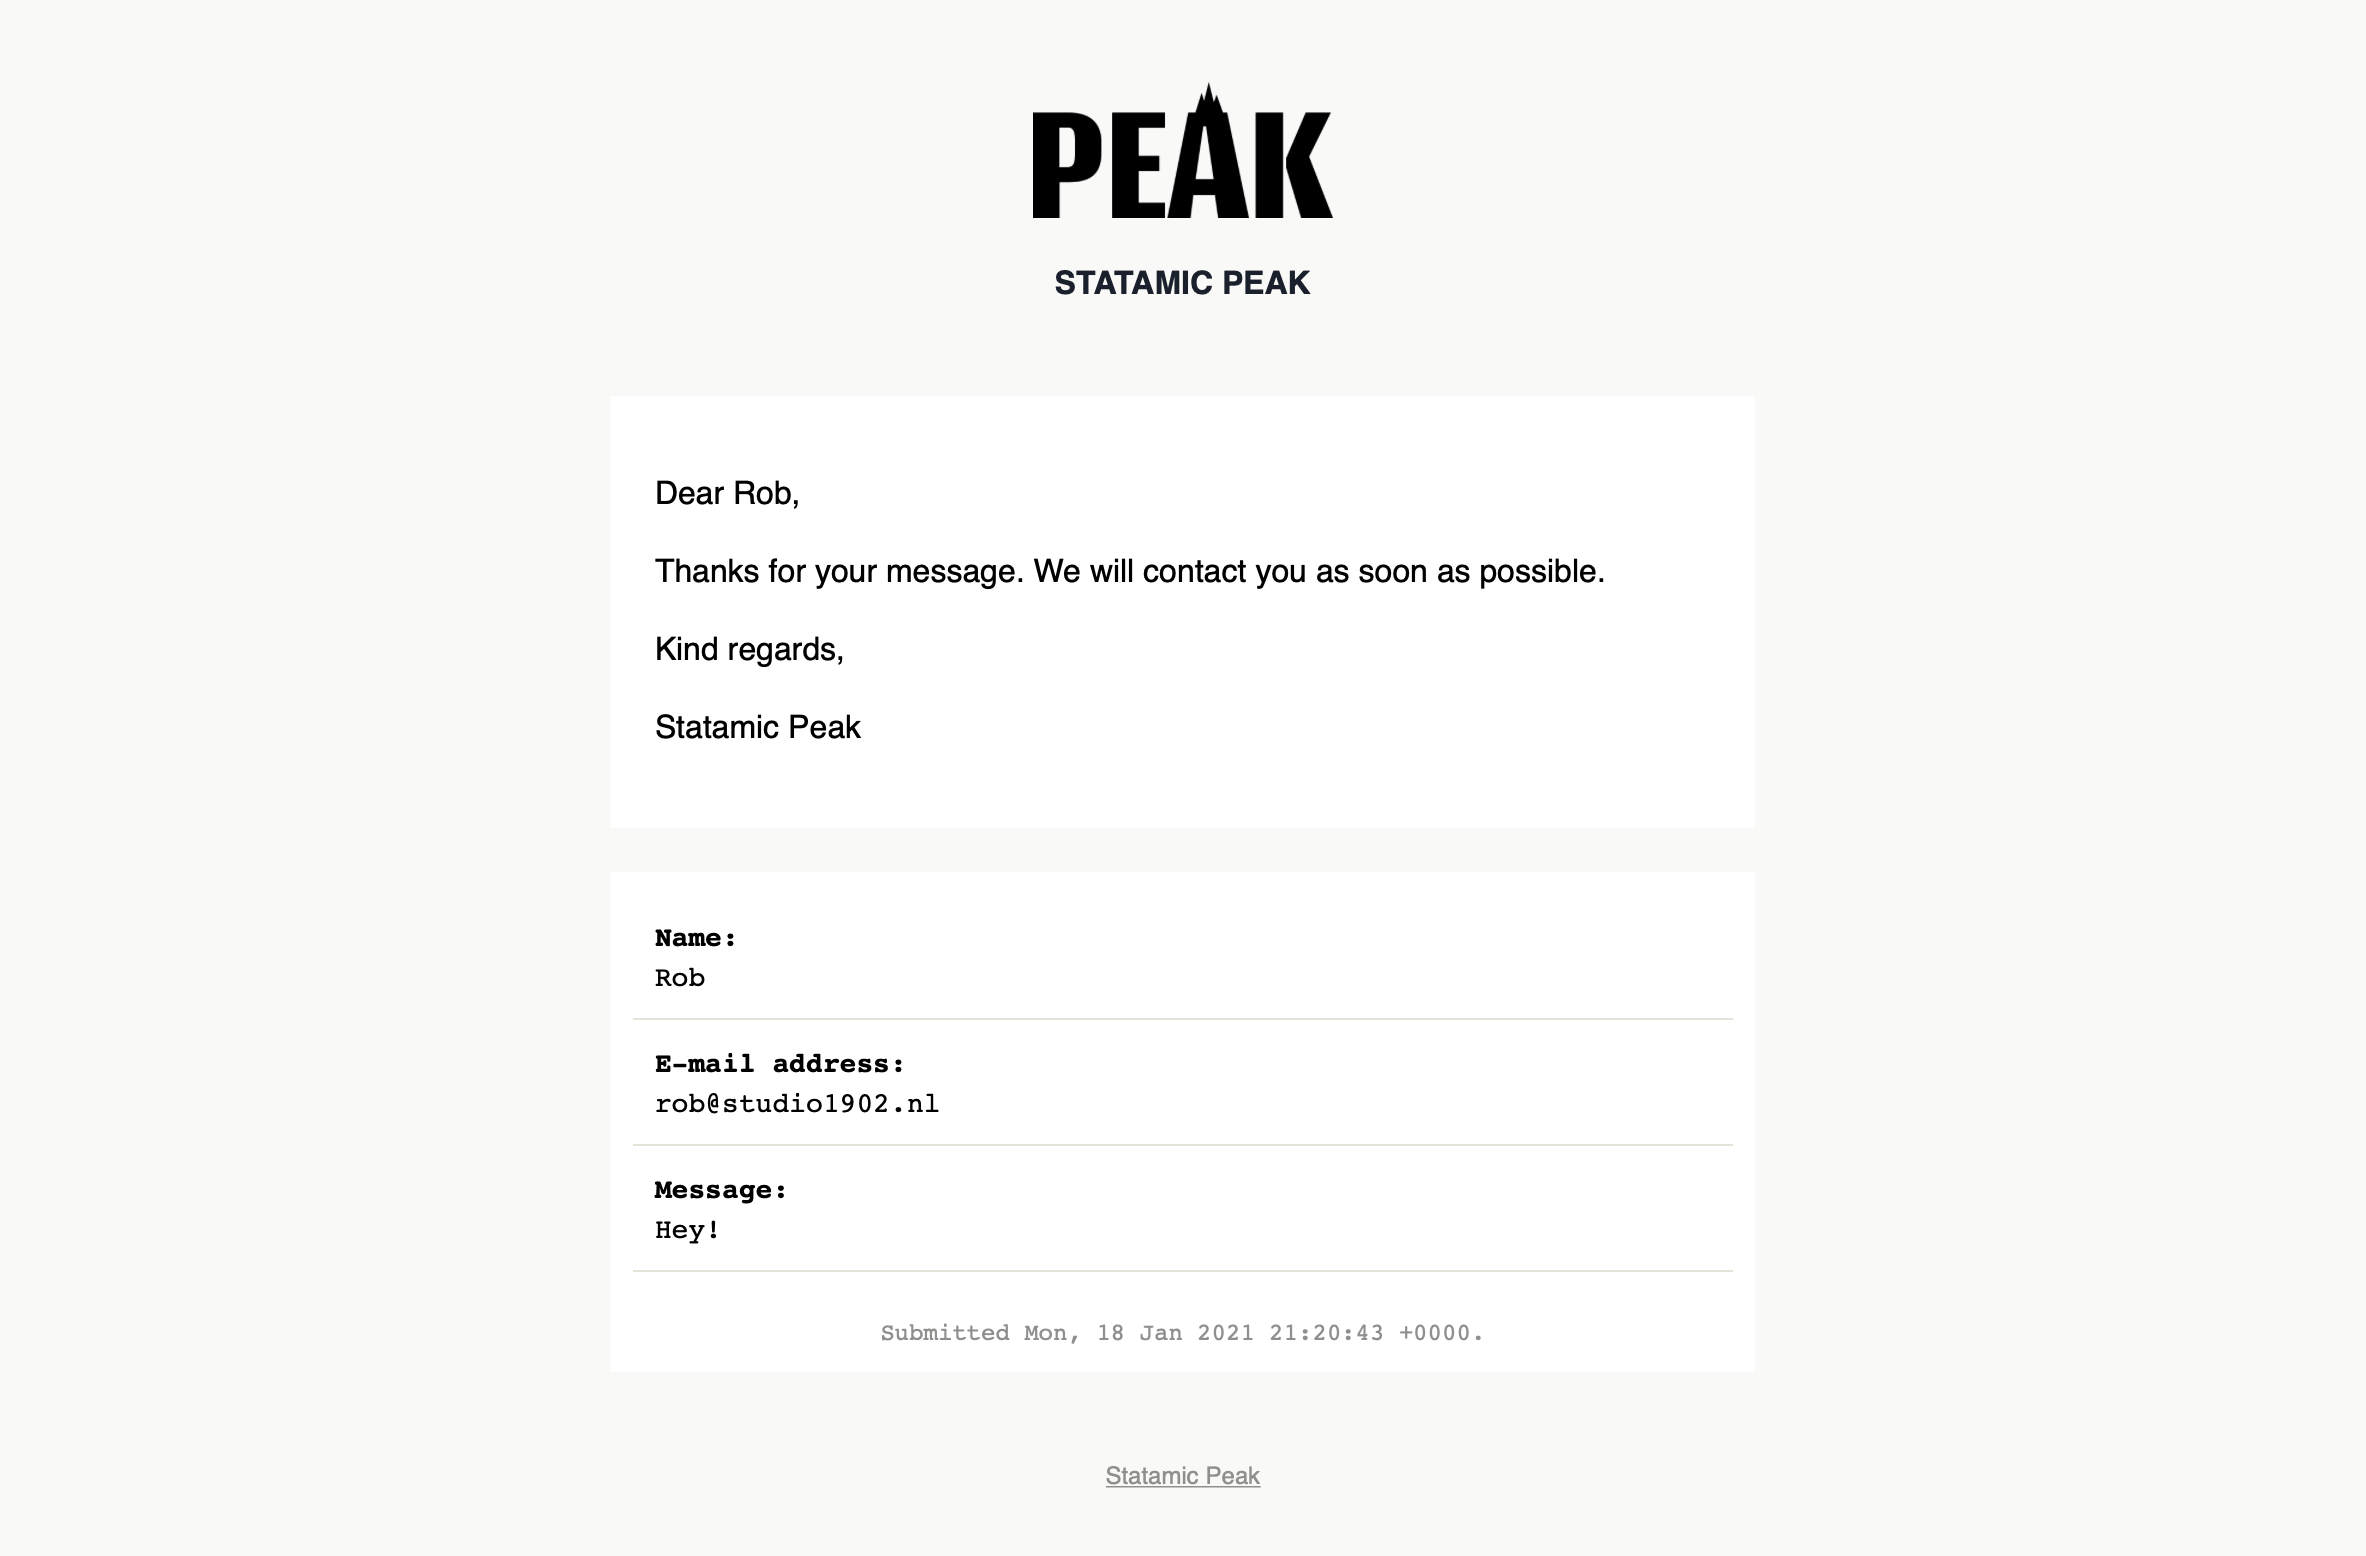 PEAK
STATAMIC PEAK
Dear Rob,
Thanks for your message. We will contact you as soon as possible.
Kind regards,
Statamic Peak
Name:
Rob
E-mail address:
rob@studio1902.nl
Message:
Hey!
Submitted Mon, 18 Jan 2021 21:20:43 +0000.
Statamic Peak